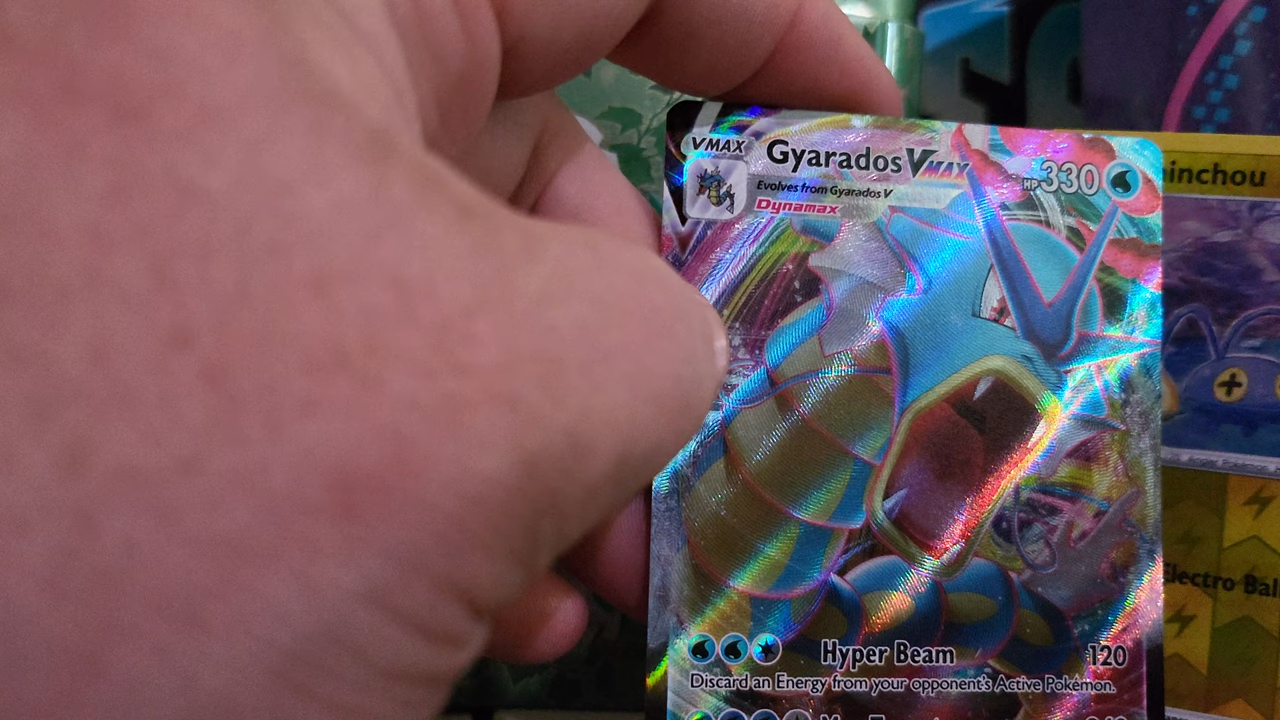 VMAX
Gyarados VMAX
HP 330
Evolves from Gyarados V
Dynamax
Hyper Beam 120
Discard an Energy from your opponent's Active Pokémon.
inchou
Electro Bal